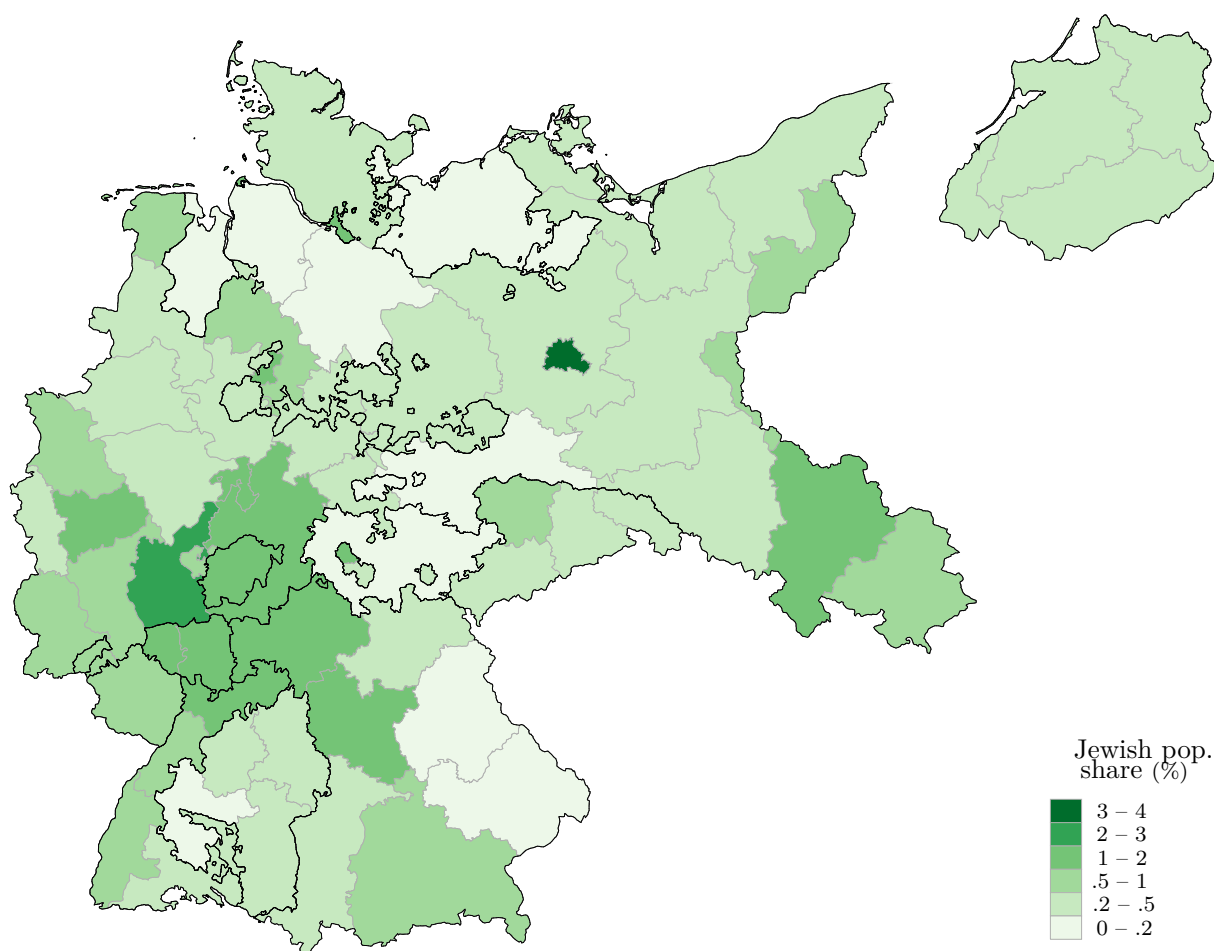 Jewish pop.
share (%)
3 – 4
2 – 3
1 – 2
.5 – 1
.2 – .5
0 – .2